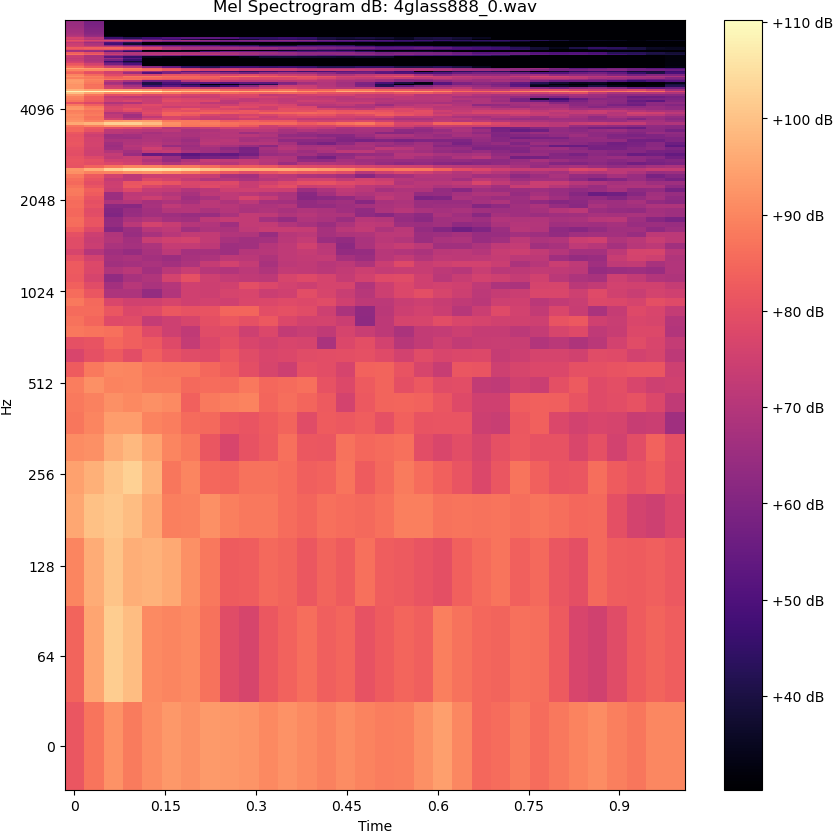 Mel Spectrogram dB: 4glass888_0.wav
+110 dB
4096
+100 dB
2048
+90 dB
1024
+80 dB
512
Hz
+70 dB
256
+60 dB
128
+50 dB
64
+40 dB
0
0 0.15 0.3 0.45 0.6 0.75 0.9
Time